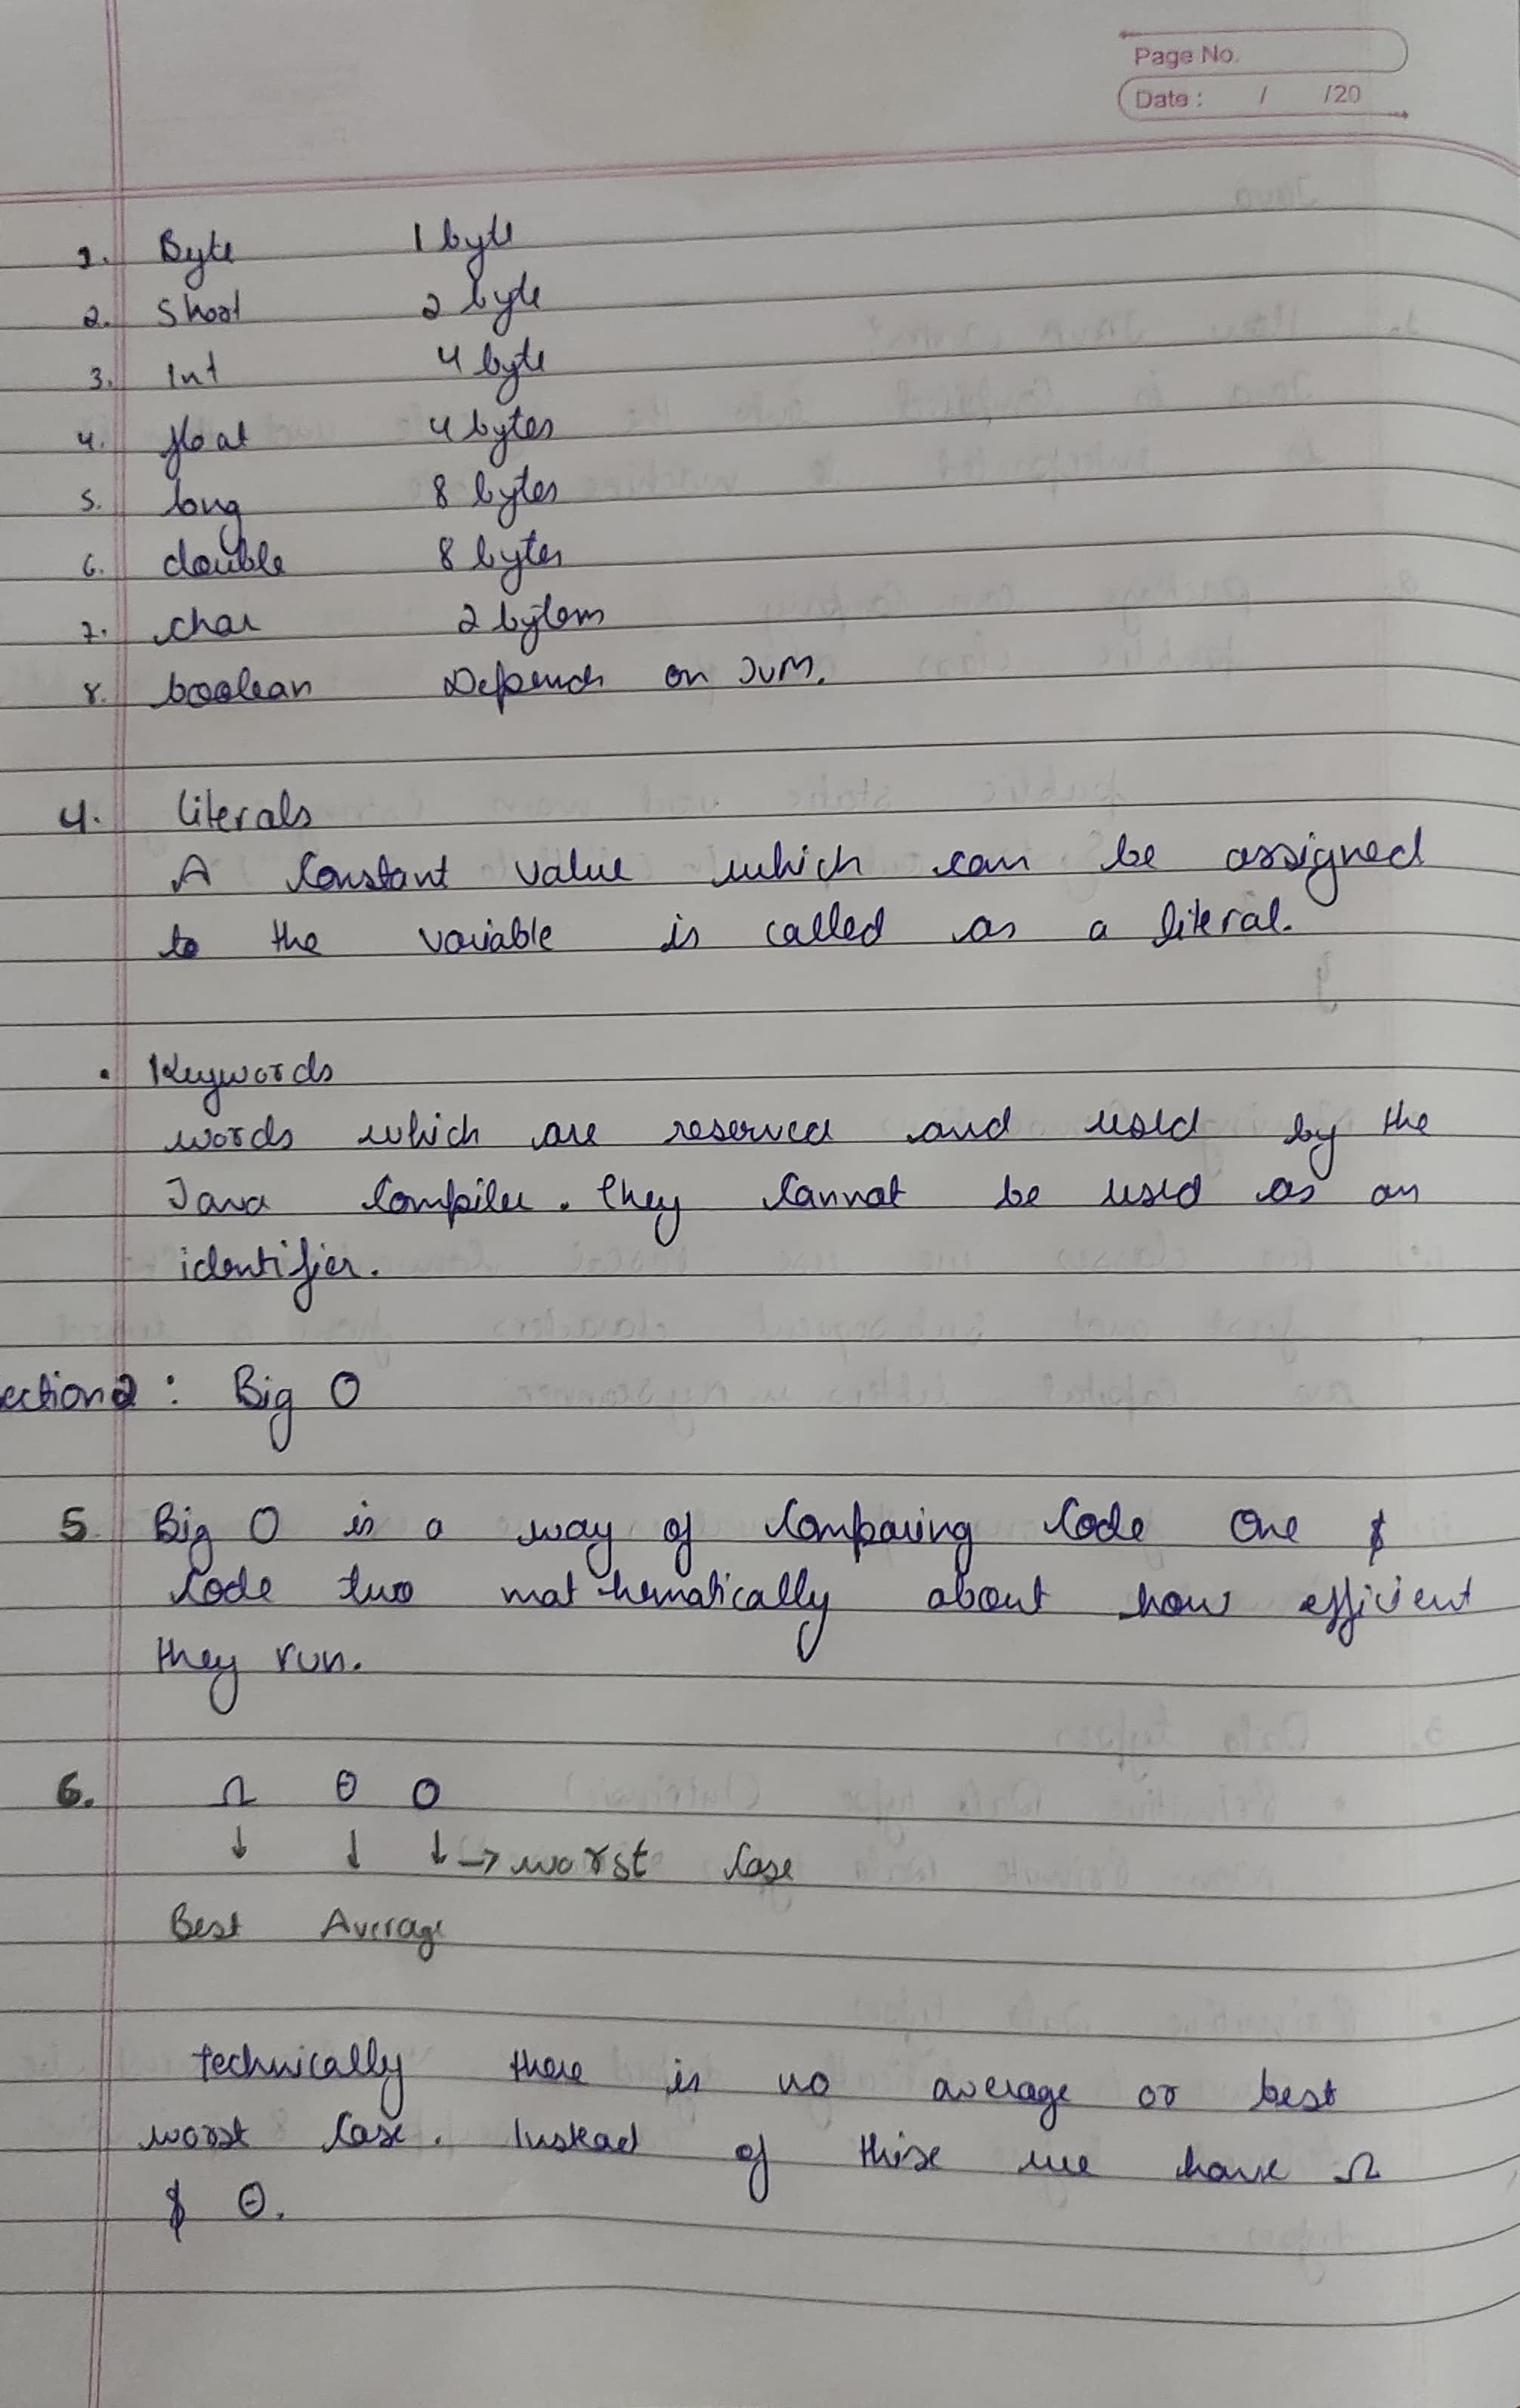 Page No.
Date : / /20
1. Byte 1 byte
2. Short 2 byte
3. Int 4 byte
4. float 4 bytes
5. long 8 bytes
6. double 8 bytes
7. char 2 bytes
8. boolean Depends on JVM.
4. literals
A constant value which can be assigned
to the variable is called as a literal.
• Keywords
words which are reserved and used by the
Java compiler. they cannot be used as an
identifier.
ection 2 : Big O
5 Big O is a way of comparing code one &
code two mathematically about how efficient
they run.
6. Ω θ O
↓ ↓ ↓ → worst case
Best Average
technically there is no average or best
worst case. Instead of these we have Ω
& θ.